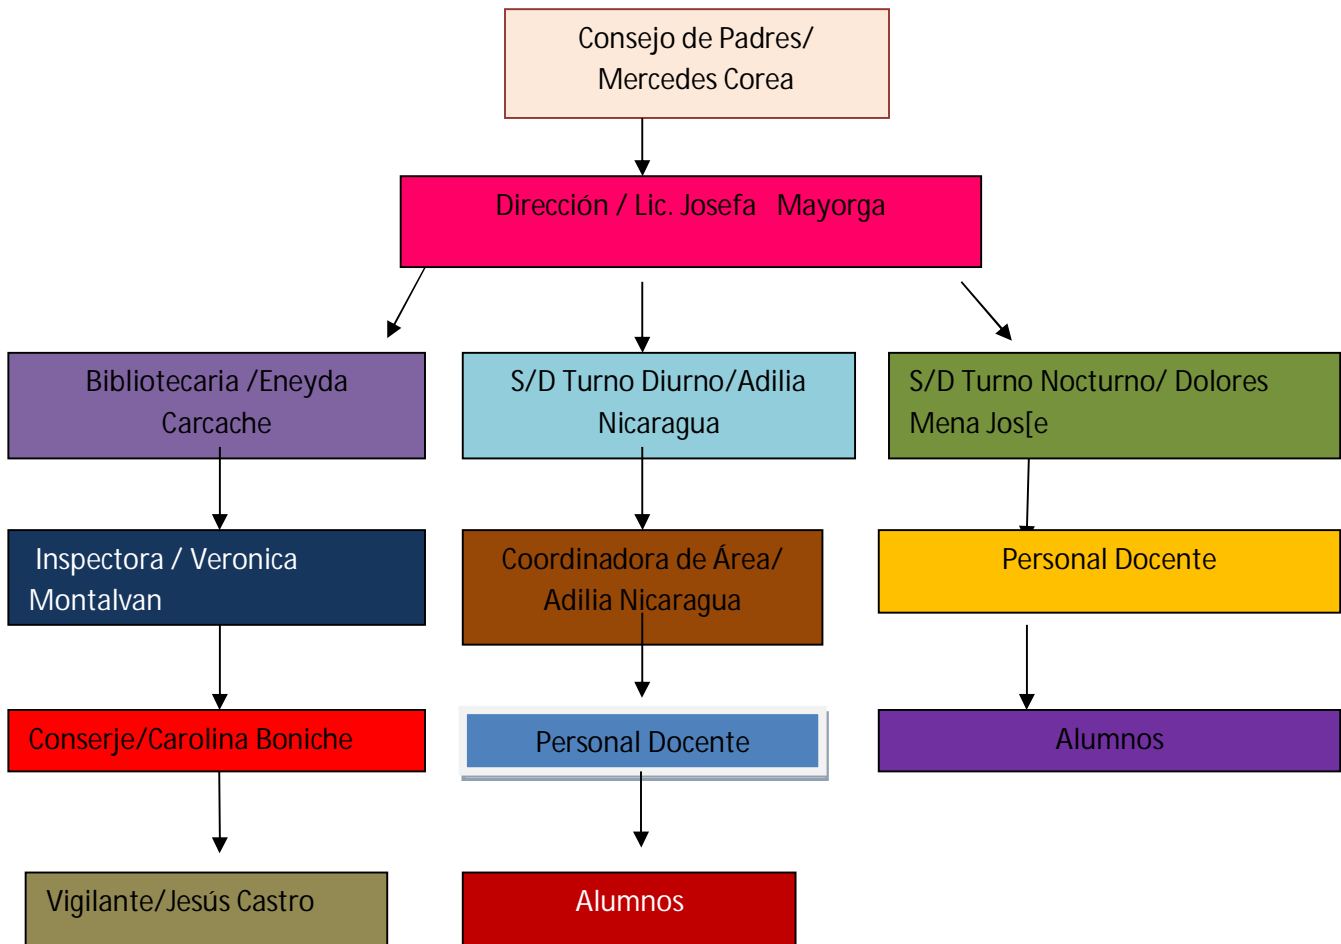 Consejo de Padres/
Mercedes Corea
Dirección / Lic. Josefa Mayorga
Bibliotecaria /Eneyda
Carcache
S/D Turno Diurno/Adilia
Nicaragua
S/D Turno Nocturno/ Dolores
Mena Jos[e
Inspectora / Veronica
Montalvan
Coordinadora de Área/
Adilia Nicaragua
Personal Docente
Conserje/Carolina Boniche
Personal Docente
Alumnos
Vigilante/Jesús Castro
Alumnos